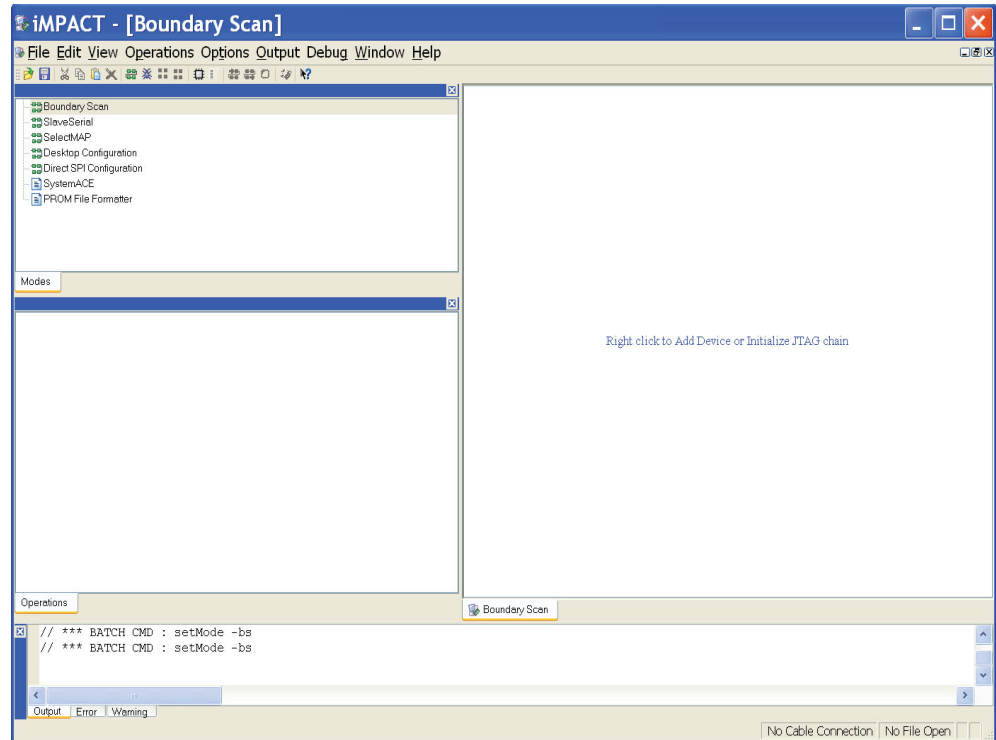 iMPACT - [Boundary Scan]
File Edit View Operations Options Output Debug Window Help
Boundary Scan
SlaveSerial
SelectMAP
Desktop Configuration
Direct SPI Configuration
SystemACE
PROM File Formatter
Modes
Right click to Add Device or Initialize JTAG chain
Operations
Boundary Scan
// *** BATCH CMD : setMode -bs
// *** BATCH CMD : setMode -bs
Output Error Warning
No Cable Connection No File Open